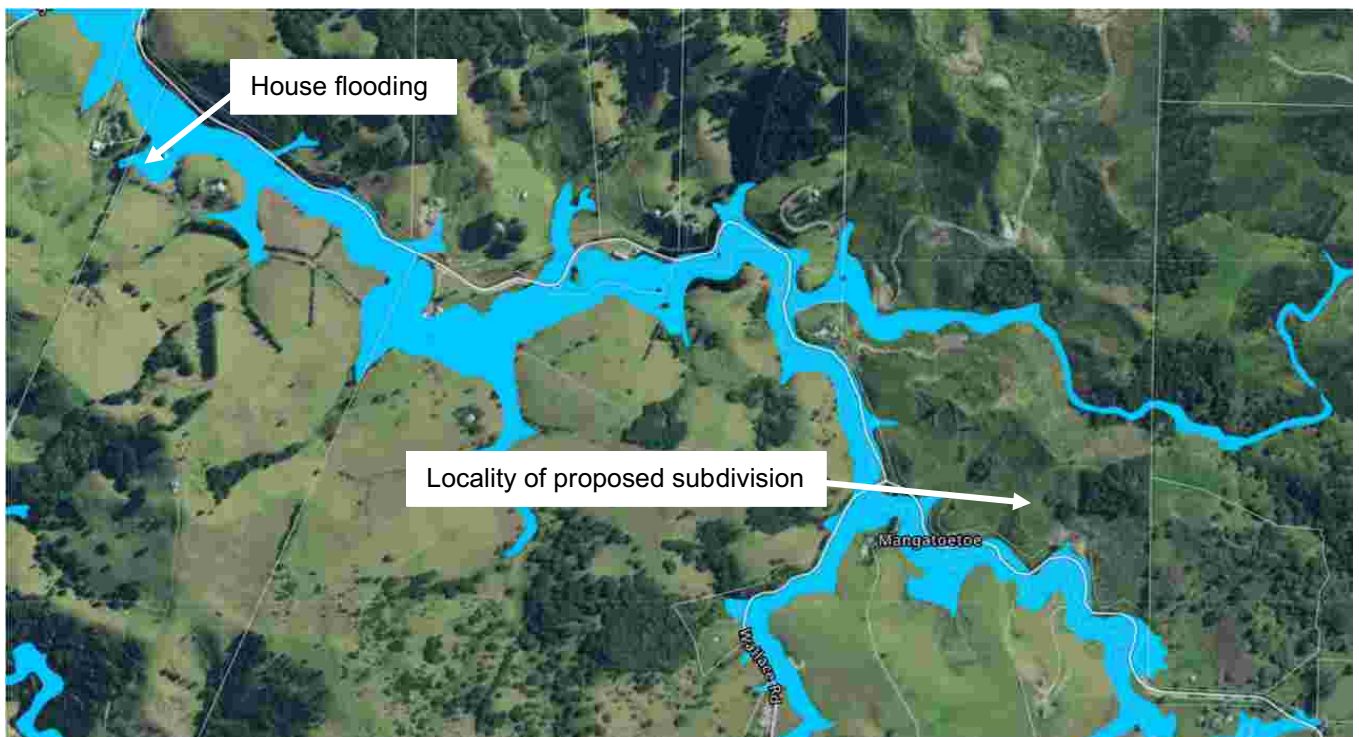 House flooding
Locality of proposed subdivision
Mangatoetoe
Wallace Rd